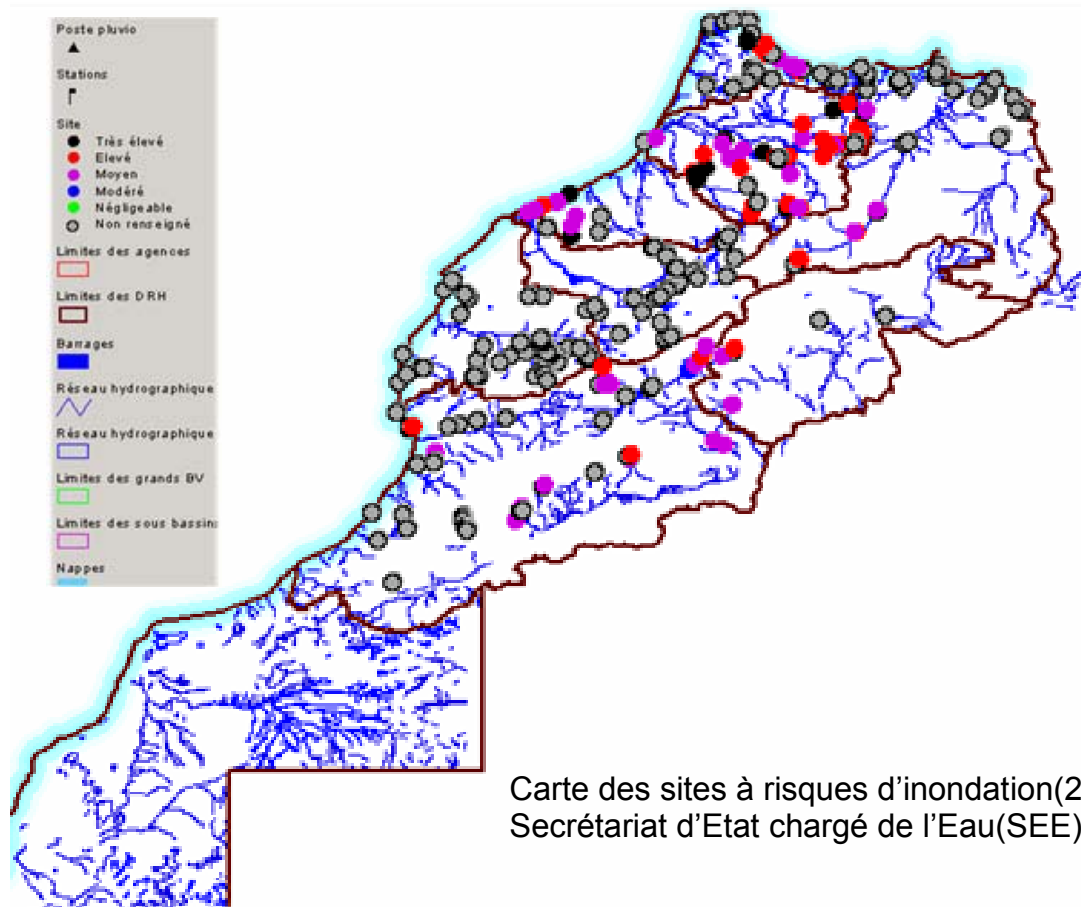 Poste pluvio
Stations
Site
Très élevé
Elevé
Moyen
Modéré
Négligeable
Non renseigné
Limites des agences
Limites des DRH
Barrages
Réseau hydrographique
Réseau hydrographique
Limites des grands BV
Limites des sous bassins
Nappes
Carte des sites à risques d’inondation(2
Secrétariat d’Etat chargé de l’Eau(SEE)